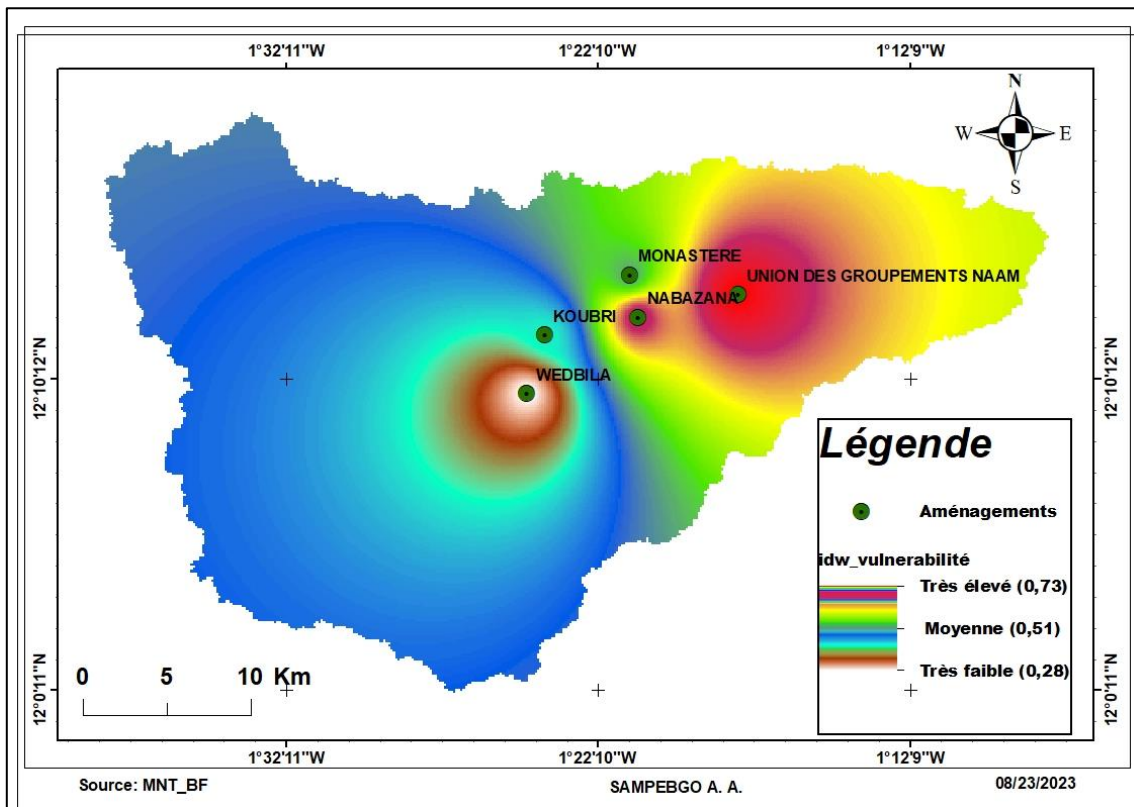 1°32'11"W 1°22'10"W 1°12'9"W
N
W E
S
MONASTERE
UNION DES GROUPEMENTS NAAM
NABAZANA
KOUBRI
12°10'12"N 12°10'12"N
WEDBILA
Légende
Aménagements
idw_vulnerabilité
Très élevé (0,73)
Moyenne (0,51)
Très faible (0,28)
0 5 10 Km
12°0'11"N 12°0'11"N
1°32'11"W 1°22'10"W 1°12'9"W
Source: MNT_BF SAMPEBGO A. A. 08/23/2023